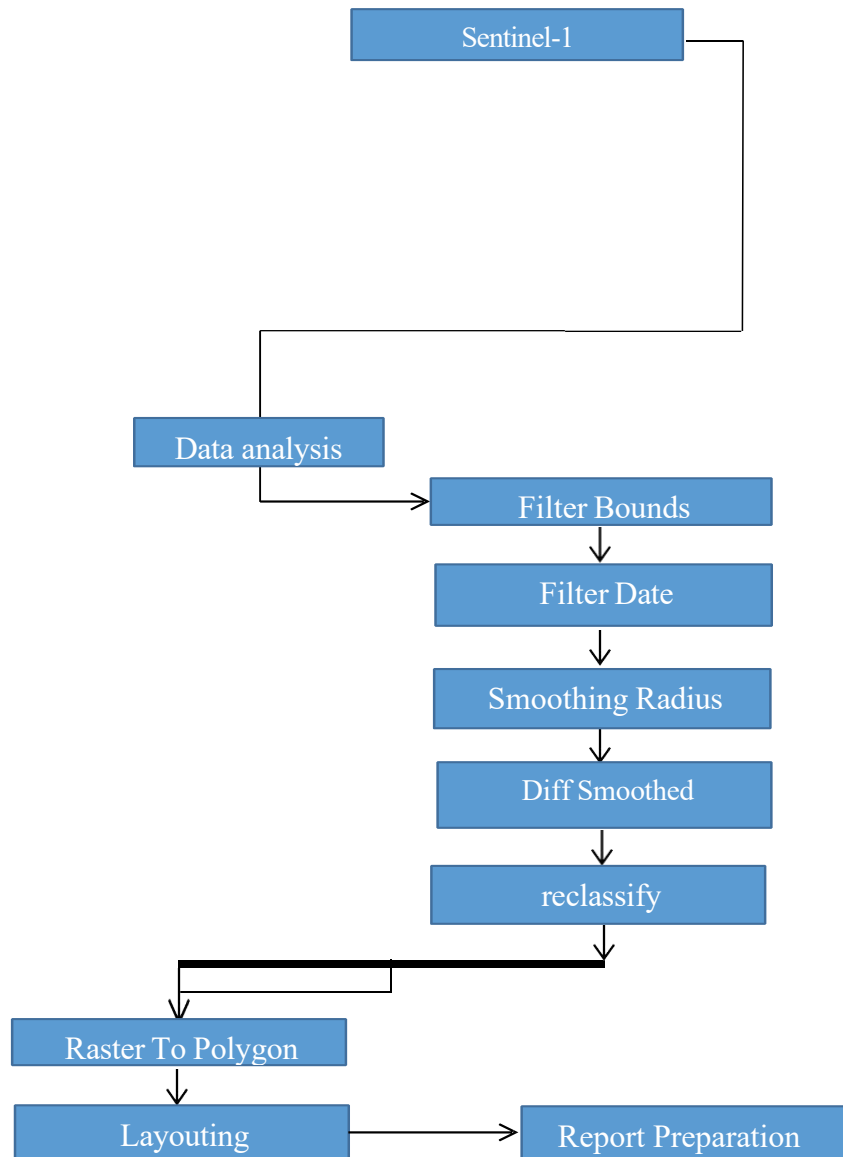 Sentinel-1
Data analysis
Filter Bounds
Filter Date
Smoothing Radius
Diff Smoothed
reclassify
Raster To Polygon
Layouting
Report Preparation